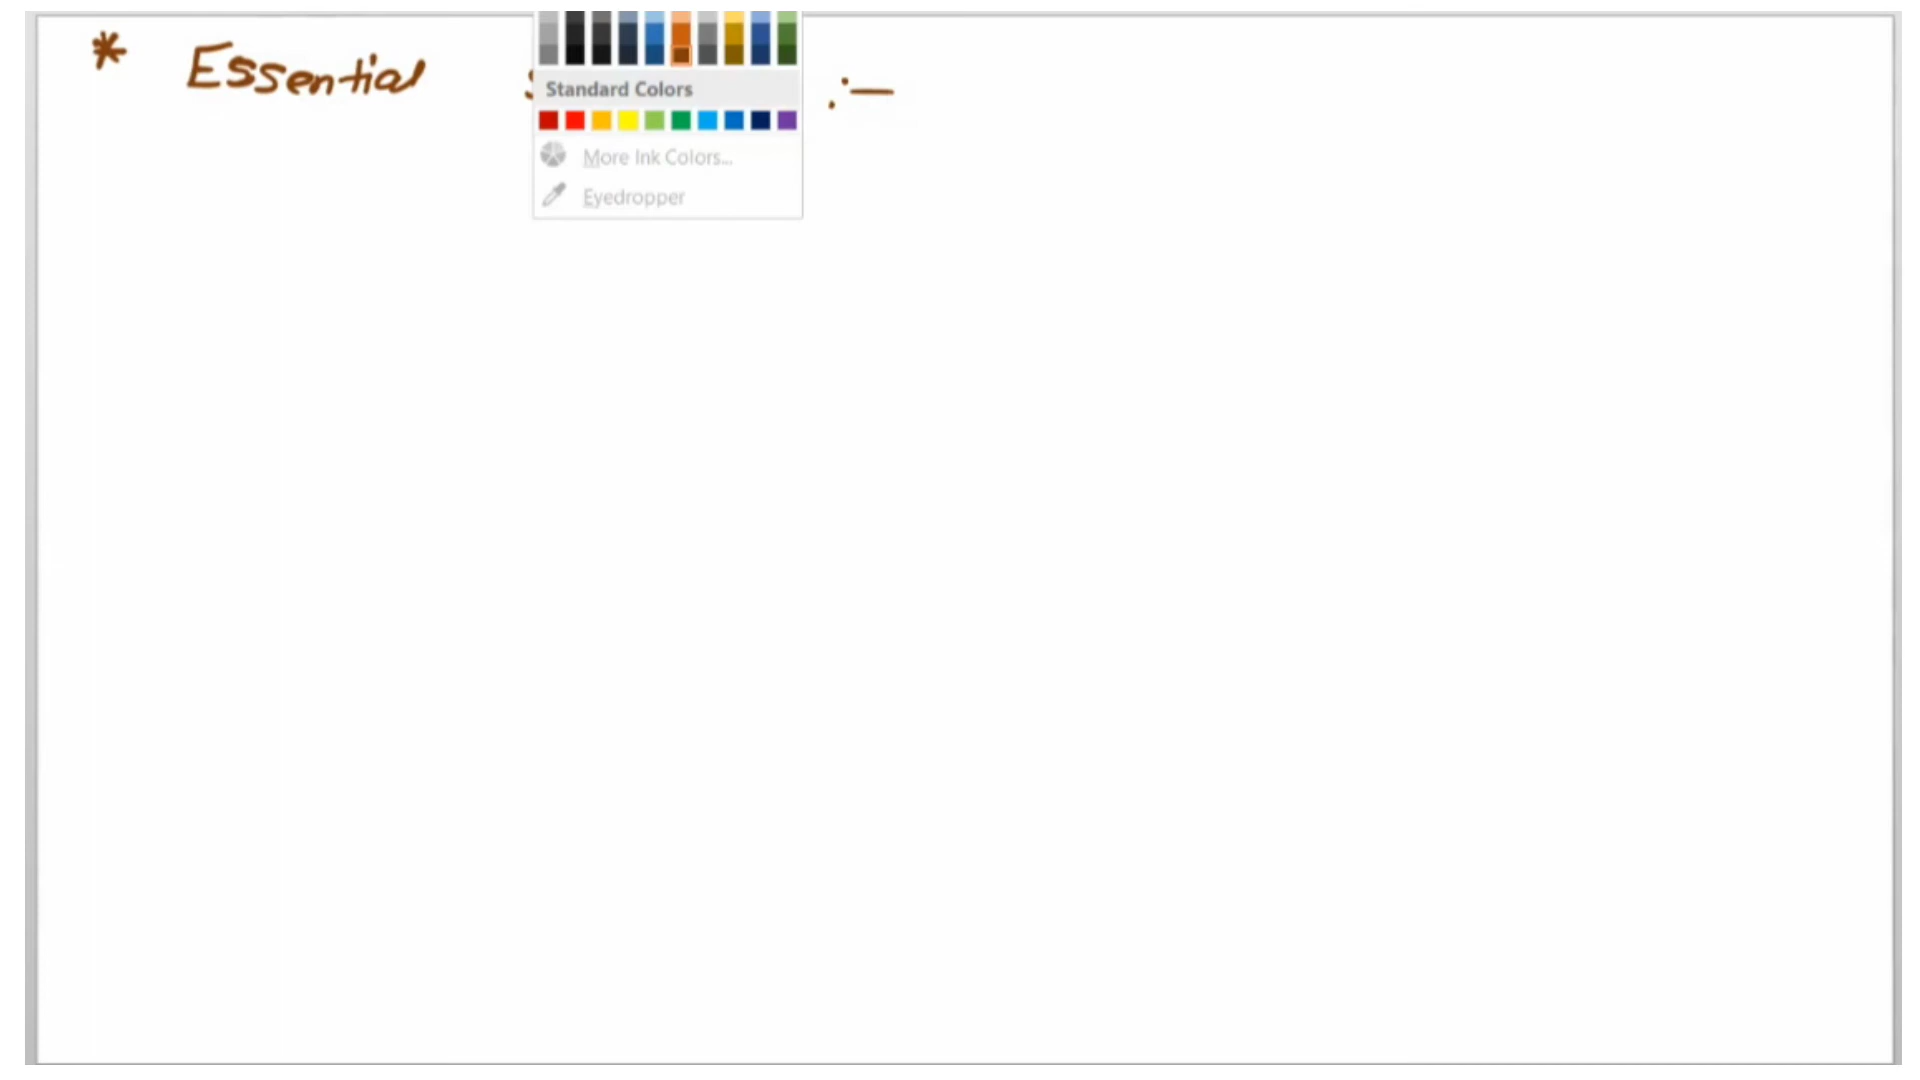 * Essential :-
Standard Colors
More Ink Colors...
Eyedropper